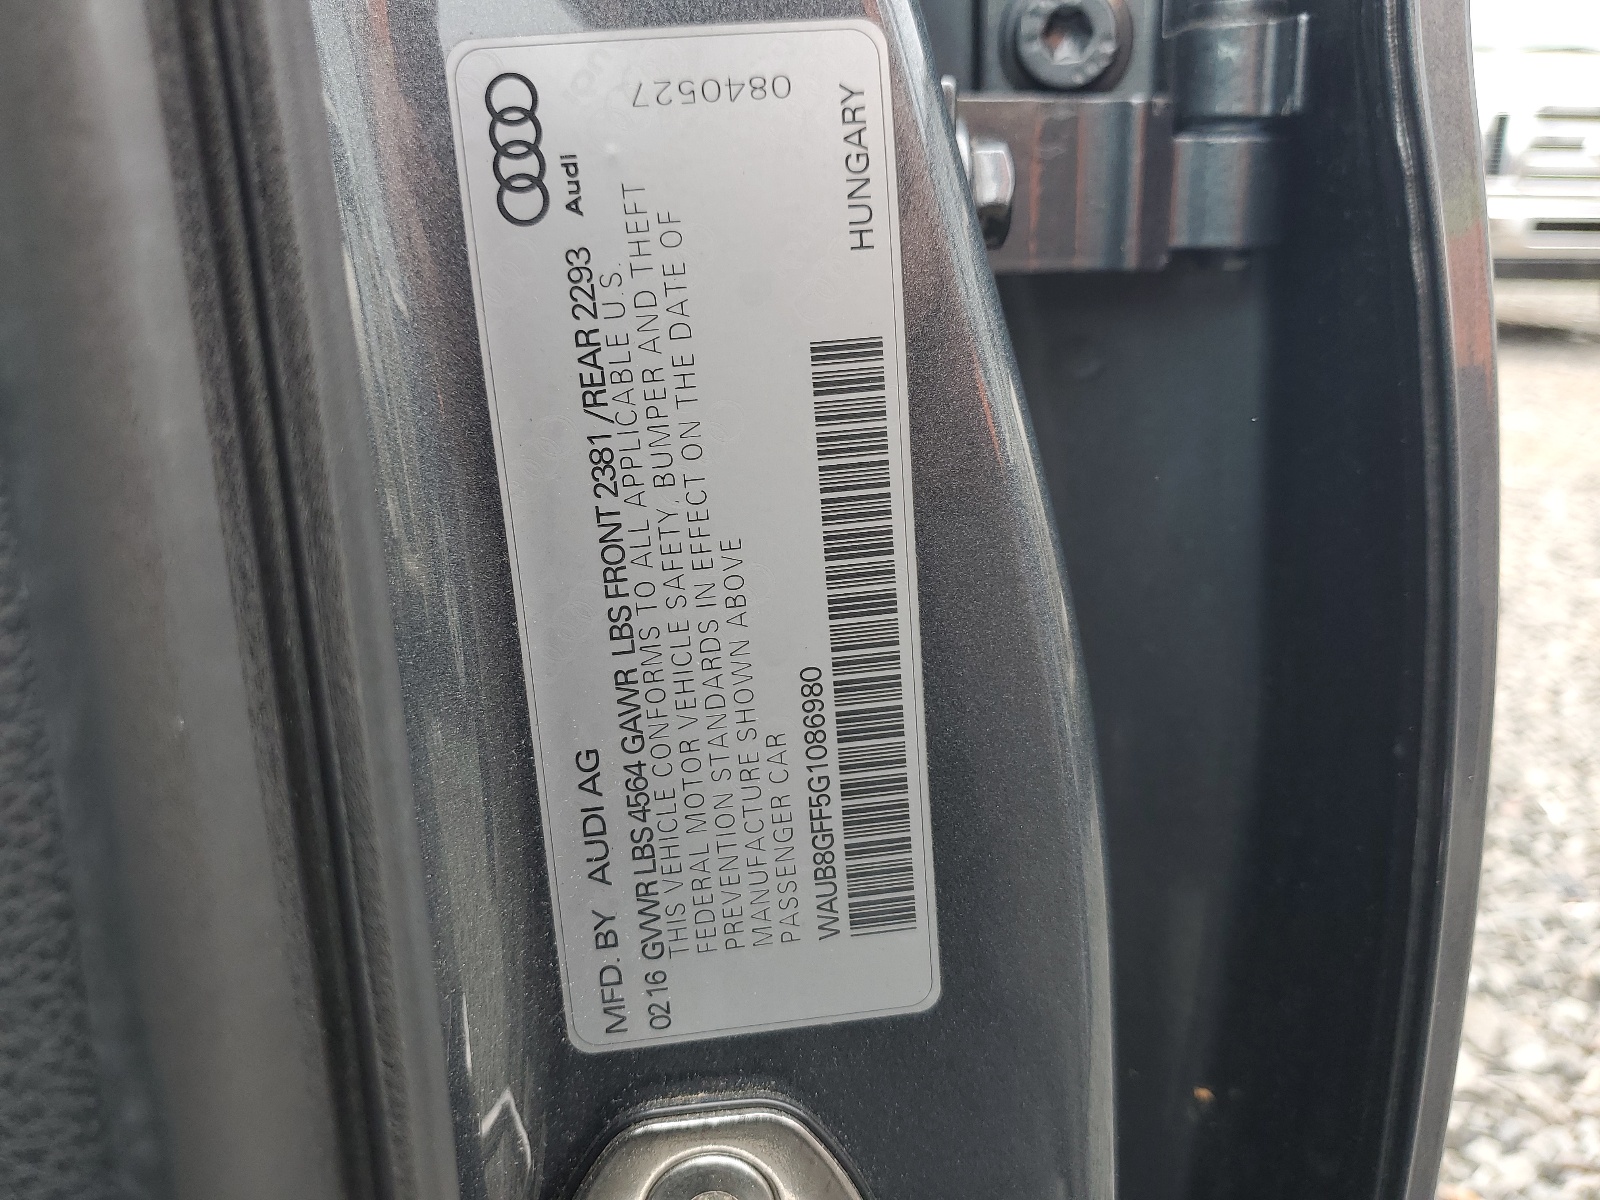 MFD. BY AUDI AG
Audi
0216 GVWR LBS 4564 GAWR LBS FRONT 2381/REAR 2293
THIS VEHICLE CONFORMS TO ALL APPLICABLE U.S.
FEDERAL MOTOR VEHICLE SAFETY, BUMPER AND THEFT
PREVENTION STANDARDS IN EFFECT ON THE DATE OF
MANUFACTURE SHOWN ABOVE
PASSENGER CAR
0840527
WAUB8GFF5G1086980
HUNGARY